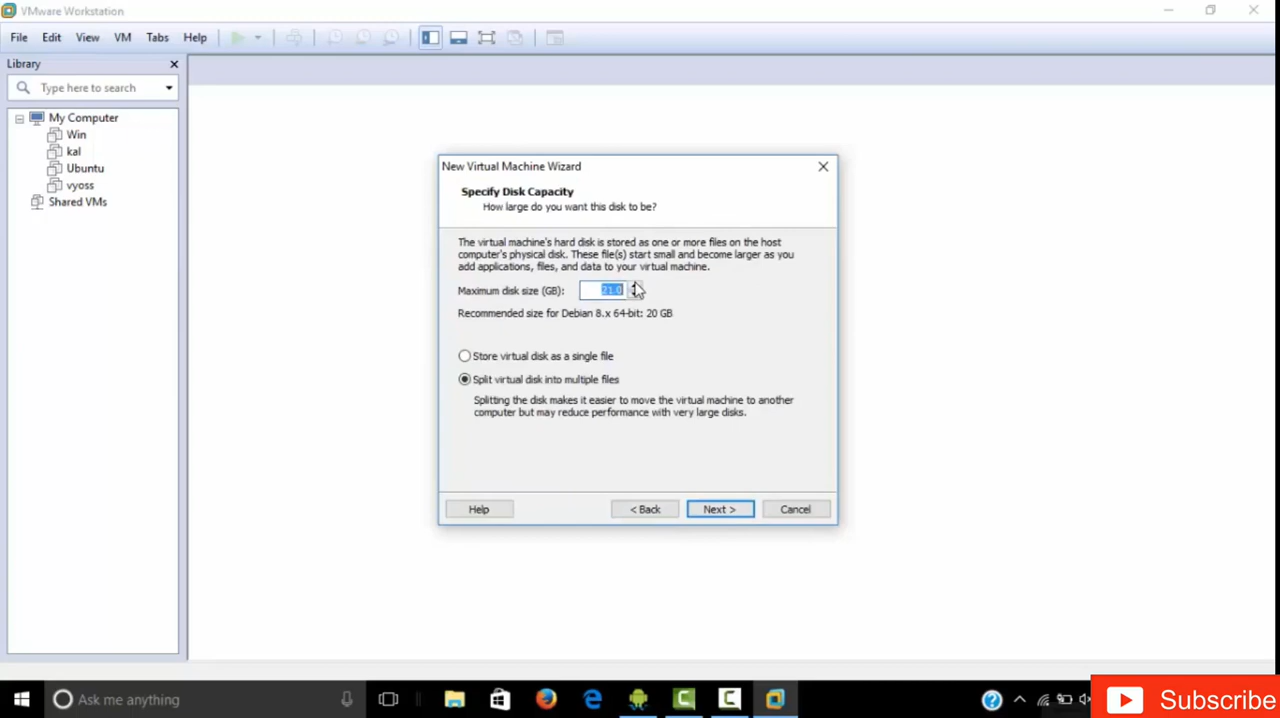 VMware Workstation
File Edit View VM Tabs Help
Library
Type here to search
My Computer
Win
kal
Ubuntu
vyoss
Shared VMs
New Virtual Machine Wizard
Specify Disk Capacity
How large do you want this disk to be?
The virtual machine's hard disk is stored as one or more files on the host
computer's physical disk. These file(s) start small and become larger as you
add applications, files, and data to your virtual machine.
Maximum disk size (GB): 21.0
Recommended size for Debian 8.x 64-bit: 20 GB
Store virtual disk as a single file
Split virtual disk into multiple files
Splitting the disk makes it easier to move the virtual machine to another
computer but may reduce performance with very large disks.
Help < Back Next > Cancel
Ask me anything
Subscribe